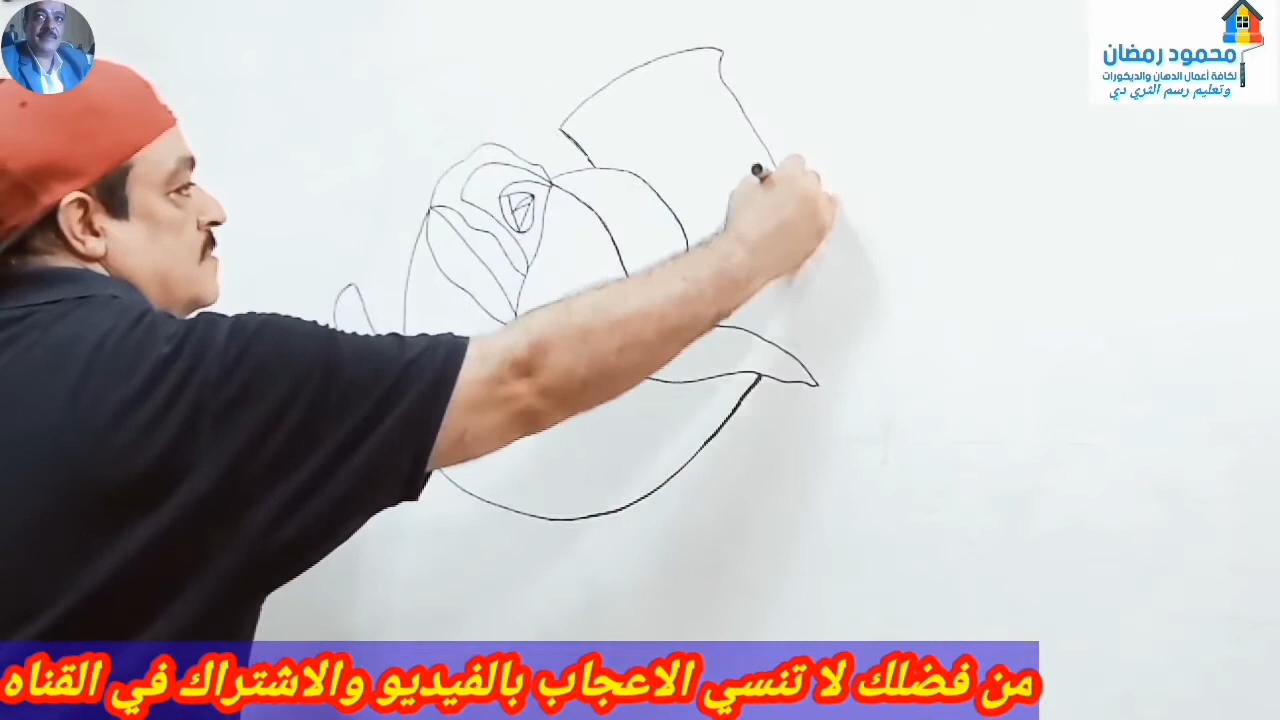 محمود رمضان
لكافة أعمال الدهان والديكورات
وتعليم رسم الثري دي
من فضلك لا تنسي الاعجاب بالفيديو والاشتراك في القناه